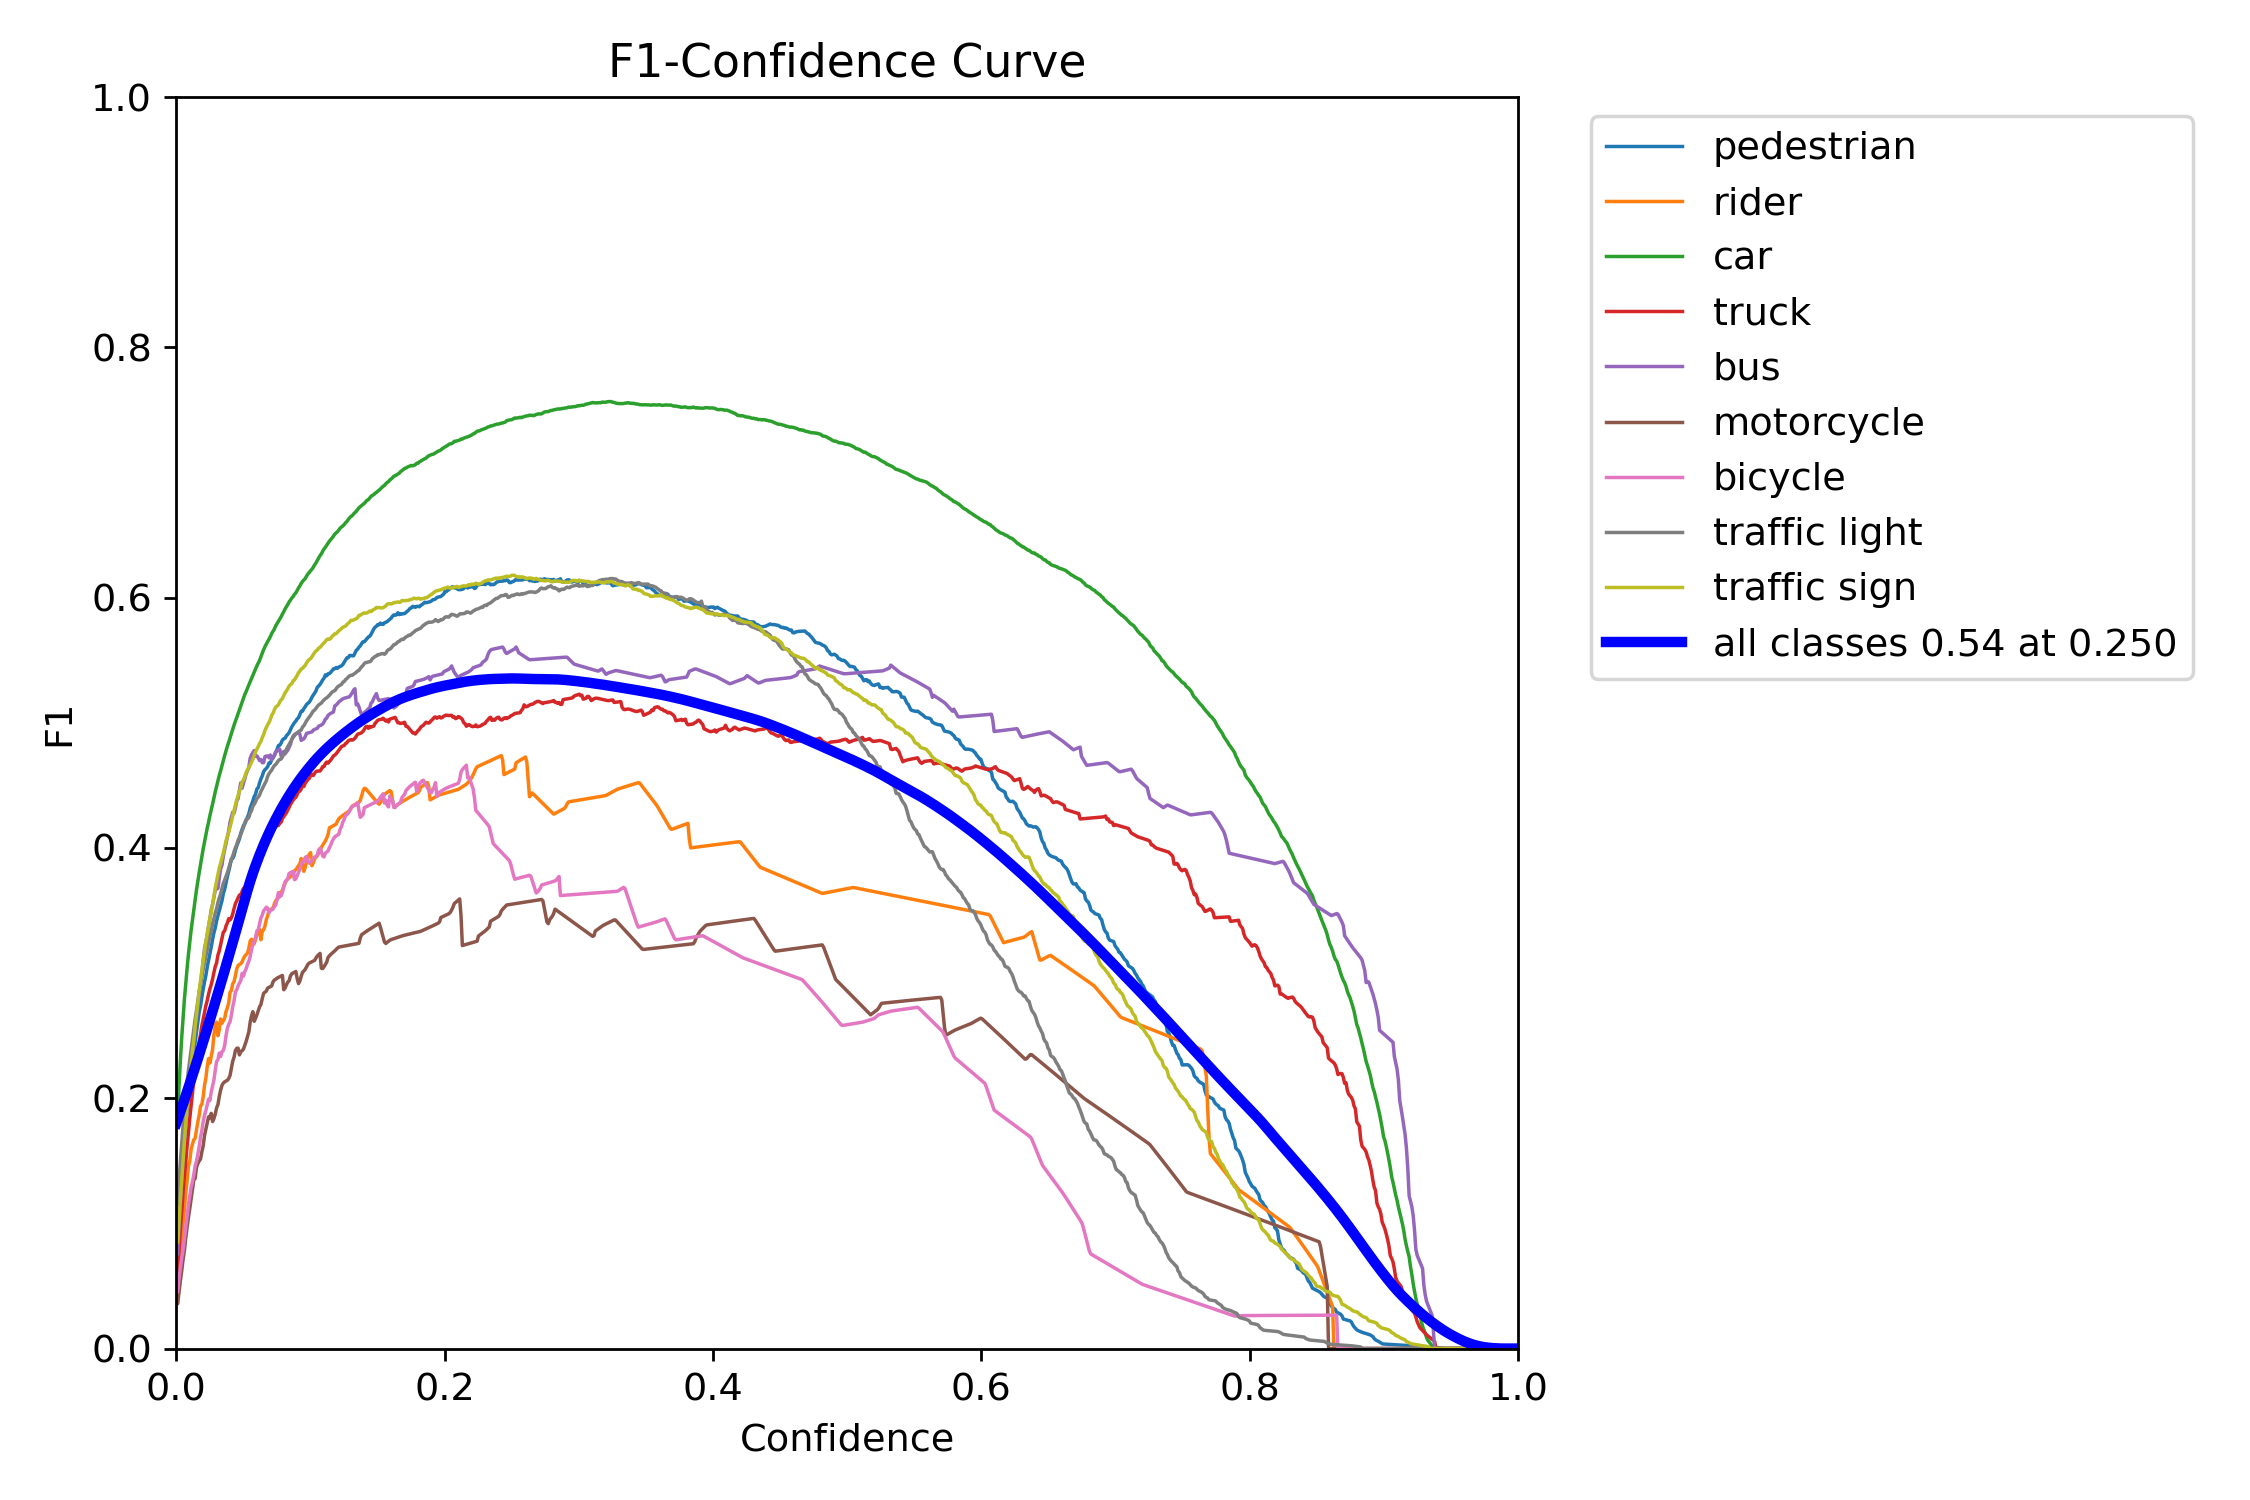 F1-Confidence Curve
1.0
0.8
0.6
0.4
0.2
0.0
F1
0.0 0.2 0.4 0.6 0.8 1.0
Confidence
pedestrian
rider
car
truck
bus
motorcycle
bicycle
traffic light
traffic sign
all classes 0.54 at 0.250